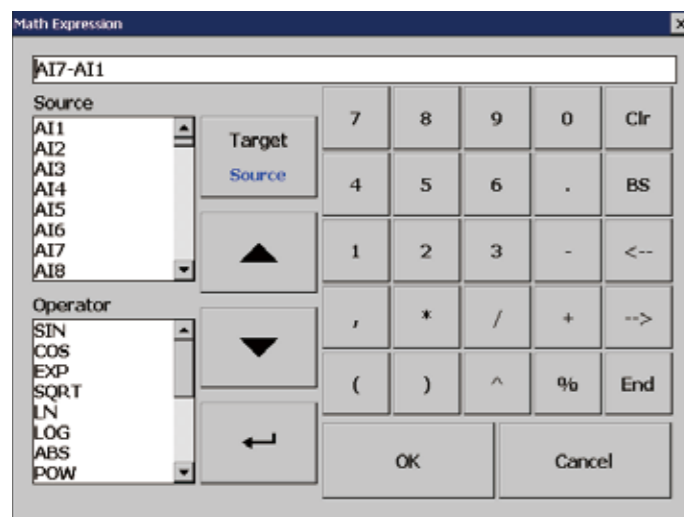 Math Expression
x
AI7-AI1
Source
AI1
AI2
AI3
AI4
AI5
AI6
AI7
AI8
Target
Source
7 8 9 0 Clr
4 5 6 . BS
1 2 3 - <--
, * / + -->
( ) ^ % End
Operator
SIN
COS
EXP
SQRT
LN
LOG
ABS
POW
OK
Cancel